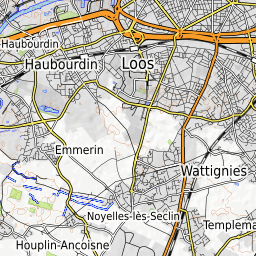 Haubourdin
Haubourdin
Loos
Emmerin
Wattignies
Noyelles-lès-Seclin
Templema
Houplin-Ancoisne